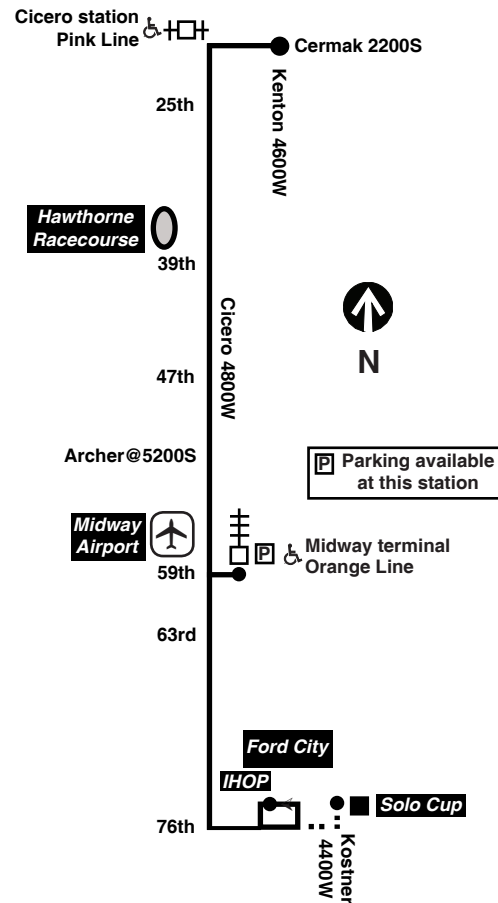 Cicero station
Pink Line
Cermak 2200S
Kenton 4600W
25th
Hawthorne
Racecourse
39th
Cicero 4800W
N
47th
Archer@5200S
P Parking available
at this station
Midway
Airport
P
Midway terminal
Orange Line
59th
63rd
Ford City
IHOP
Solo Cup
76th
Kostner
4400W